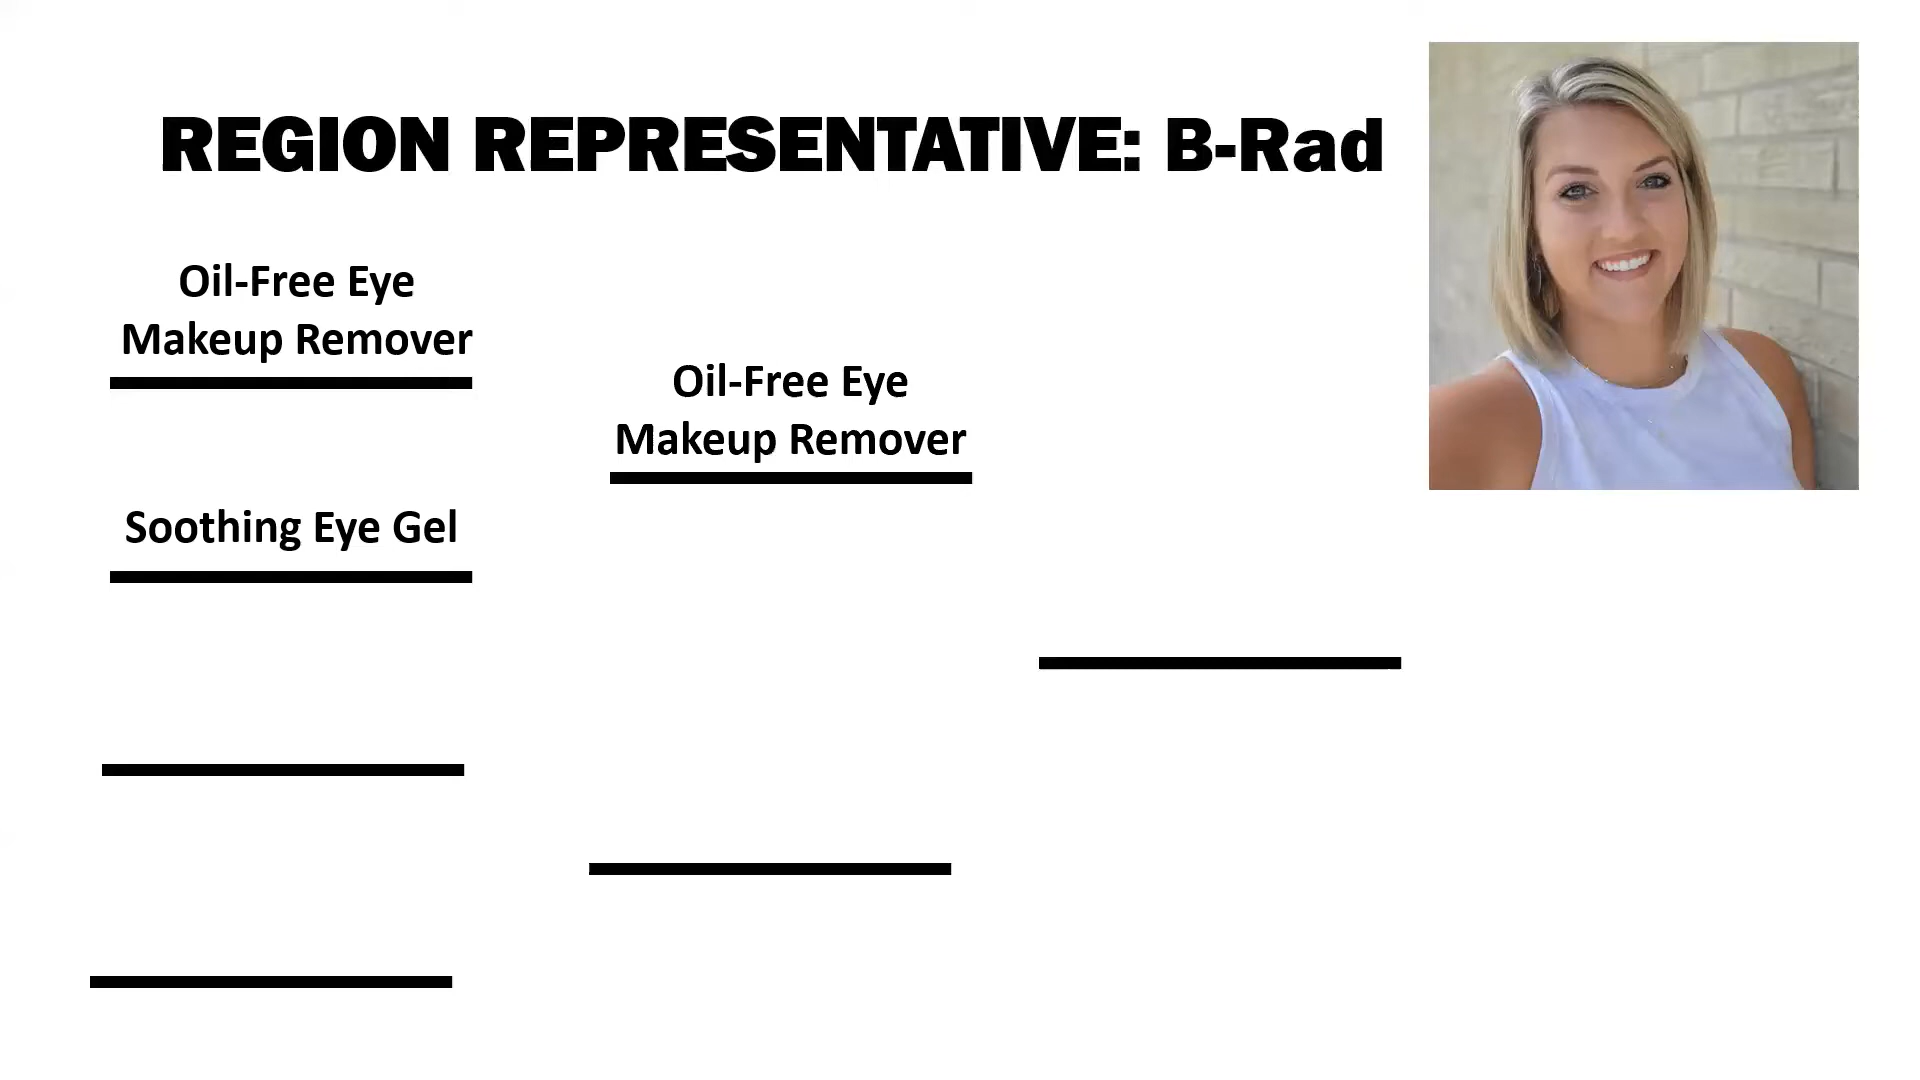 REGION REPRESENTATIVE: B-Rad
Oil-Free Eye
Makeup Remover
Oil-Free Eye
Makeup Remover
Soothing Eye Gel